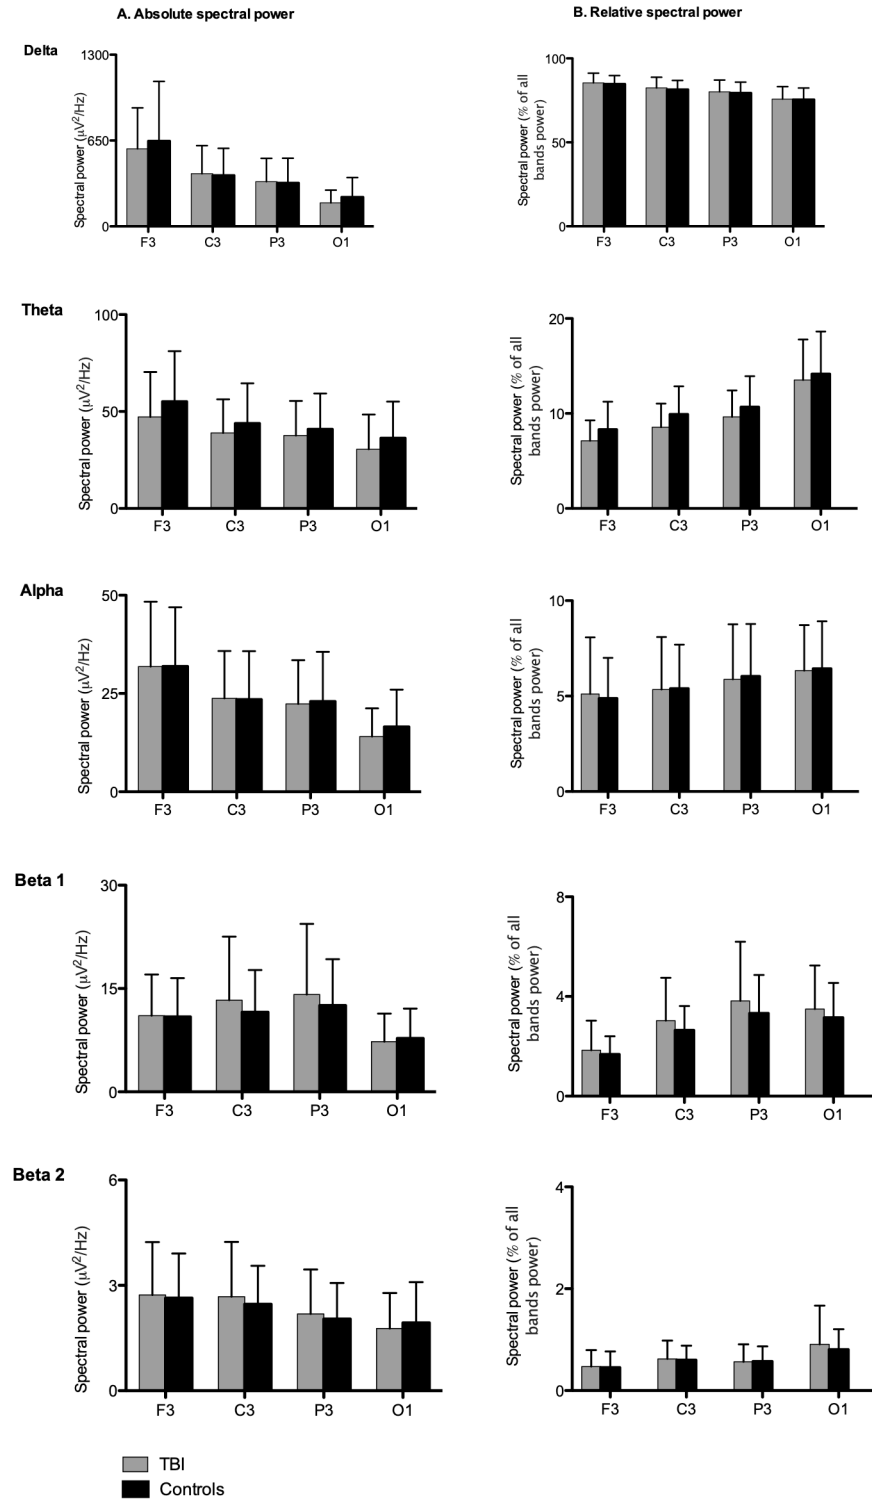 A. Absolute spectral power
B. Relative spectral power
Delta
Spectral power (μV²/Hz)
1300
650
0
F3 C3 P3 O1
Spectral power (% of all
bands power)
100
50
0
F3 C3 P3 O1
Theta
Spectral power (μV²/Hz)
100
50
0
F3 C3 P3 O1
Spectral power (% of all
bands power)
20
10
0
F3 C3 P3 O1
Alpha
Spectral power (μV²/Hz)
50
25
0
F3 C3 P3 O1
Spectral power (% of all
bands power)
10
5
0
F3 C3 P3 O1
Beta 1
Spectral power (μV²/Hz)
30
15
0
F3 C3 P3 O1
Spectral power (% of all
bands power)
8
4
0
F3 C3 P3 O1
Beta 2
Spectral power (μV²/Hz)
6
3
0
F3 C3 P3 O1
Spectral power (% of all
bands power)
4
2
0
F3 C3 P3 O1
TBI
Controls